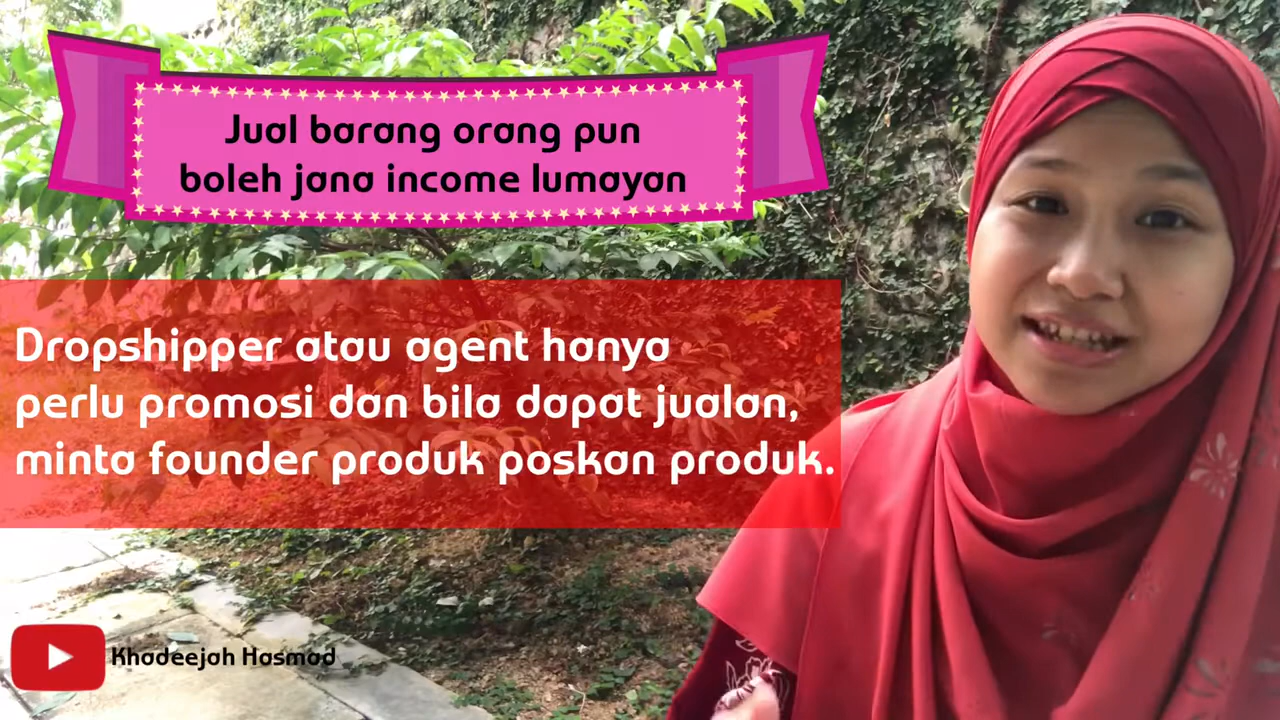 Jual barang orang pun
boleh jana income lumayan
Dropshipper atau agent hanya
perlu promosi dan bila dapat jualan,
minta founder produk poskan produk.
Khadeejah Hasmad